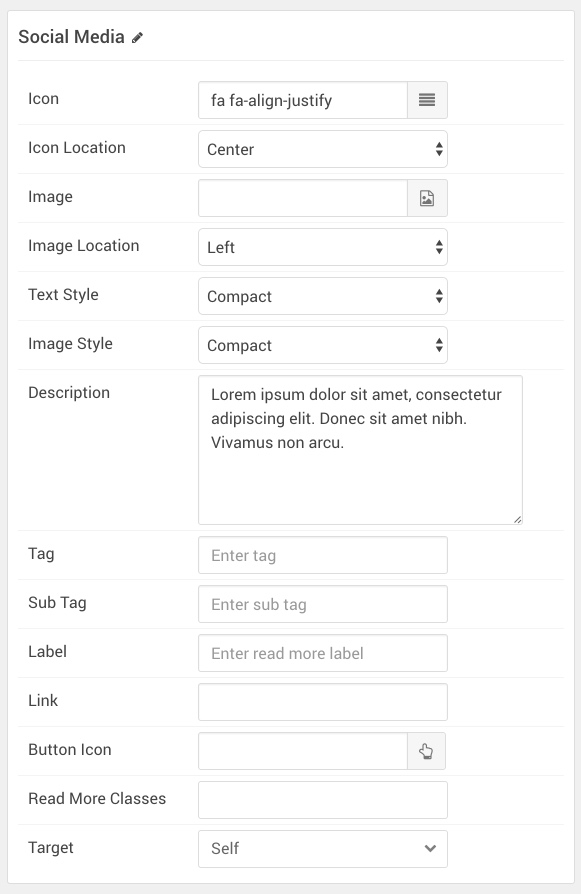 Social Media
Icon
fa fa-align-justify
Icon Location
Center
Image
Image Location
Left
Text Style
Compact
Image Style
Compact
Description
Lorem ipsum dolor sit amet, consectetur
adipiscing elit. Donec sit amet nibh.
Vivamus non arcu.
Tag
Enter tag
Sub Tag
Enter sub tag
Label
Enter read more label
Link
Button Icon
Read More Classes
Target
Self